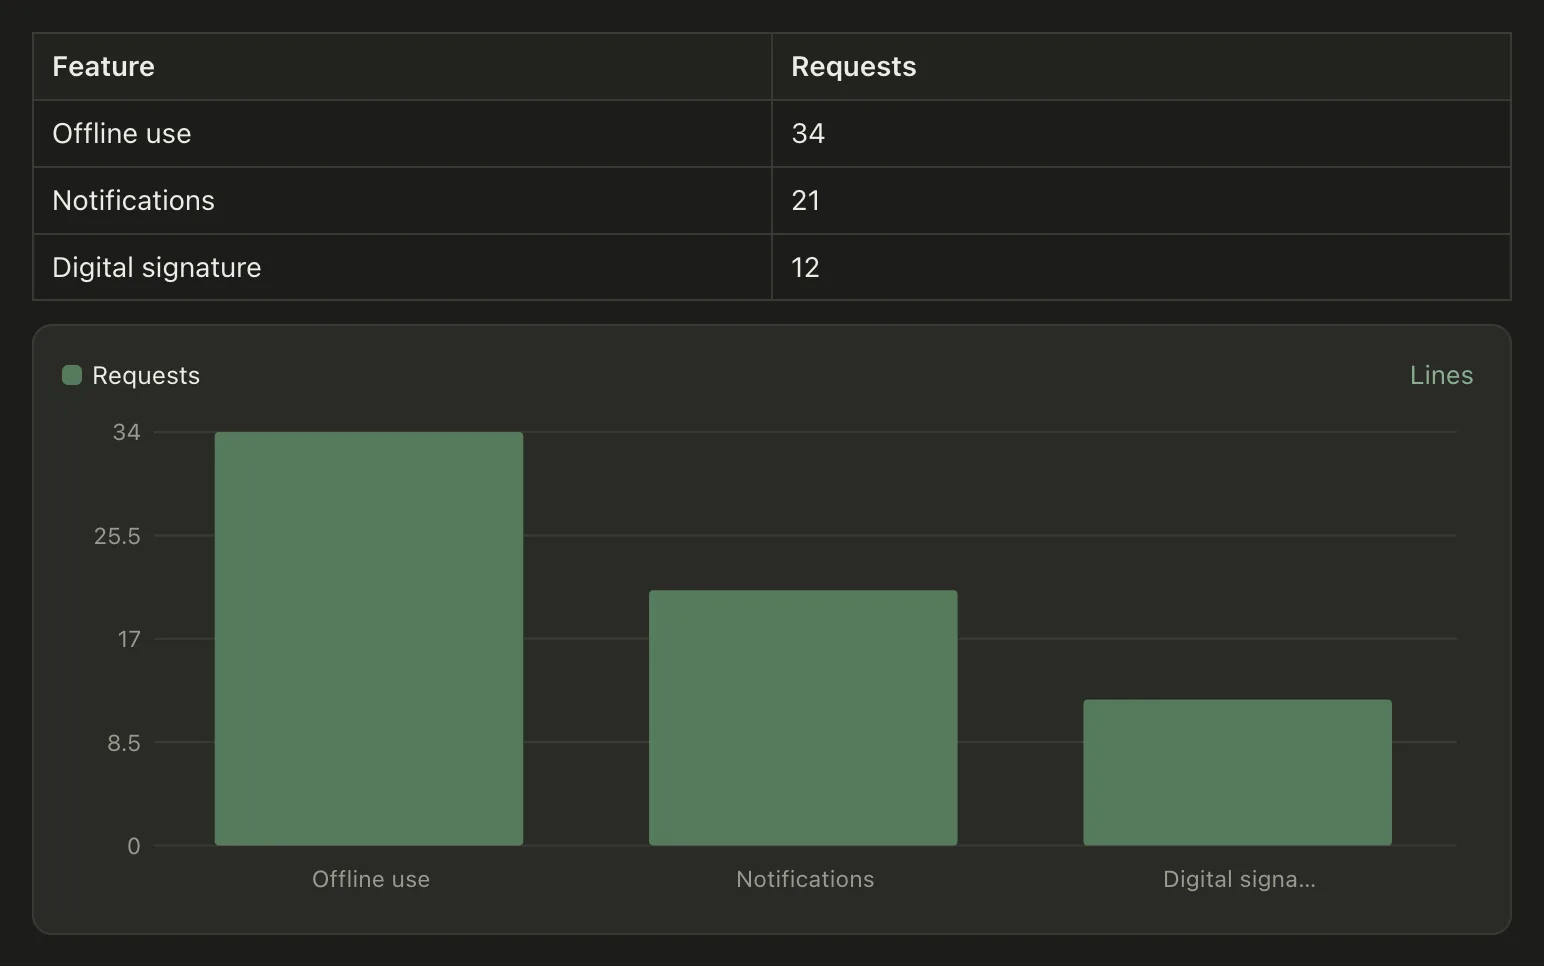 Feature Requests
Offline use 34
Notifications 21
Digital signature 12
Requests Lines
34
25.5
17
8.5
0
Offline use Notifications Digital signa...